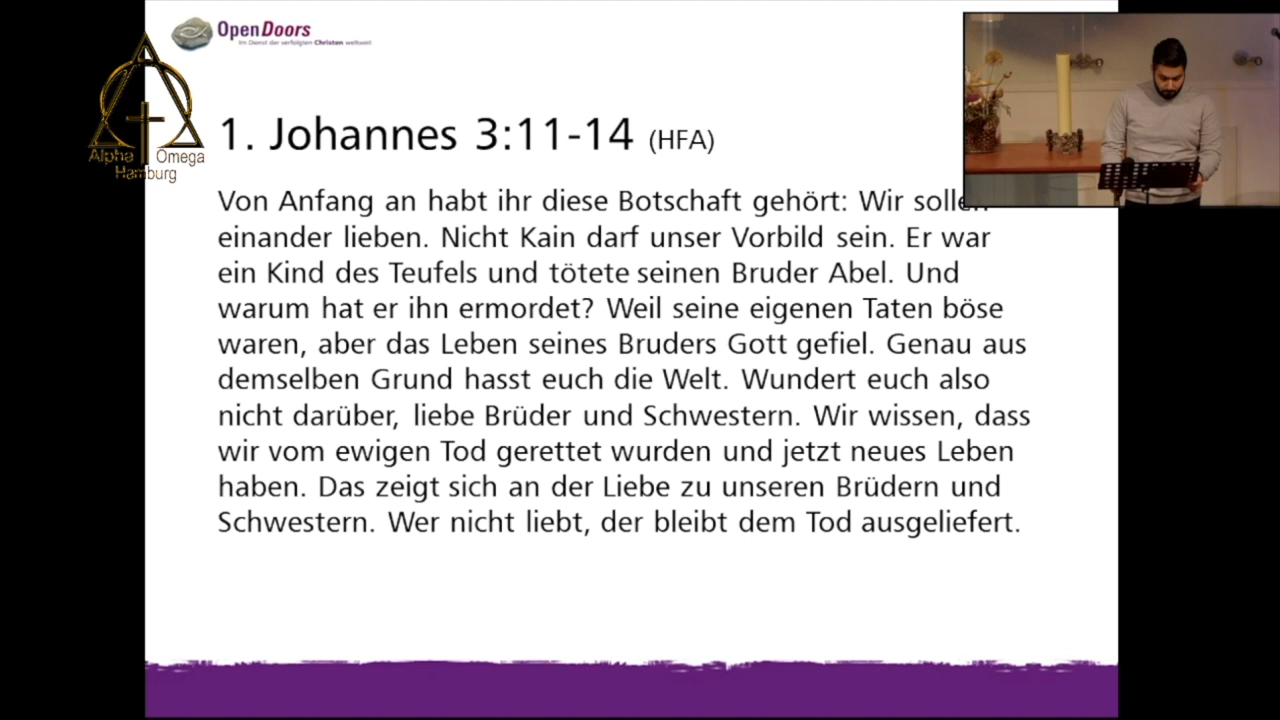 OpenDoors
Im Dienst der verfolgten Christen weltweit
Alpha Omega
Hamburg
1. Johannes 3:11-14 (HFA)
Von Anfang an habt ihr diese Botschaft gehört: Wir sollen
einander lieben. Nicht Kain darf unser Vorbild sein. Er war
ein Kind des Teufels und tötete seinen Bruder Abel. Und
warum hat er ihn ermordet? Weil seine eigenen Taten böse
waren, aber das Leben seines Bruders Gott gefiel. Genau aus
demselben Grund hasst euch die Welt. Wundert euch also
nicht darüber, liebe Brüder und Schwestern. Wir wissen, dass
wir vom ewigen Tod gerettet wurden und jetzt neues Leben
haben. Das zeigt sich an der Liebe zu unseren Brüdern und
Schwestern. Wer nicht liebt, der bleibt dem Tod ausgeliefert.